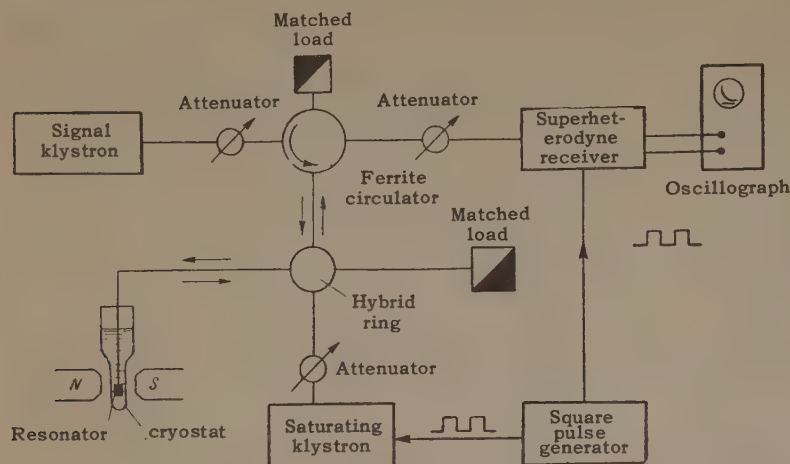 Matched
load
Attenuator
Attenuator
Signal
klystron
Superhet-
erodyne
receiver
Ferrite
circulator
Oscillograph
Matched
load
Hybrid
ring
Attenuator
N
S
Resonator
cryostat
Saturating
klystron
Square
pulse
generator